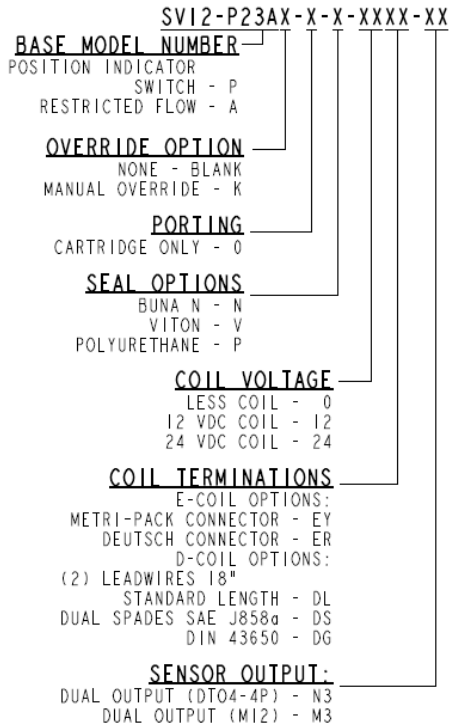 SV12-P23AX-X-X-XXXX-XX
BASE MODEL NUMBER
POSITION INDICATOR
SWITCH - P
RESTRICTED FLOW - A
OVERRIDE OPTION
NONE - BLANK
MANUAL OVERRIDE - K
PORTING
CARTRIDGE ONLY - 0
SEAL OPTIONS
BUNA N - N
VITON - V
POLYURETHANE - P
COIL VOLTAGE
LESS COIL - 0
12 VDC COIL - 12
24 VDC COIL - 24
COIL TERMINATIONS
E-COIL OPTIONS:
METRI-PACK CONNECTOR - EY
DEUTSCH CONNECTOR - ER
D-COIL OPTIONS:
(2) LEADWIRES 18"
STANDARD LENGTH - DL
DUAL SPADES SAE J858a - DS
DIN 43650 - DG
SENSOR OUTPUT:
DUAL OUTPUT (DT04-4P) - N3
DUAL OUTPUT (M12) - M3